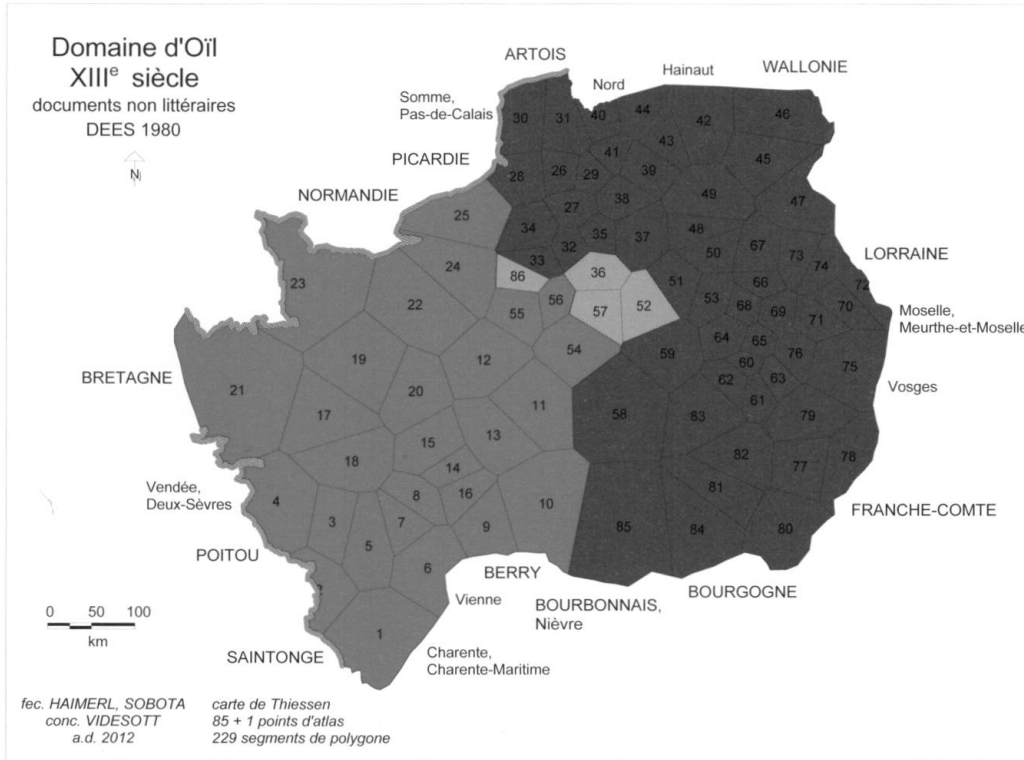 Domaine d'Oïl
XIIIe siècle
documents non littéraires
DEES 1980
N
ARTOIS
Nord
Hainaut
WALLONIE
Somme,
Pas-de-Calais
PICARDIE
NORMANDIE
LORRAINE
Moselle,
Meurthe-et-Moselle
BRETAGNE
Vosges
Vendée,
Deux-Sèvres
FRANCHE-COMTE
POITOU
BERRY
BOURGOGNE
Vienne
BOURBONNAIS,
Nièvre
SAINTONGE
Charente,
Charente-Maritime
30 31 40 44 42 46
41 43 45
28 26 29 39
27 38 49 47
25 34 35 37 48
32 33 50 67 73 74
24 86 36 51 66 72
23 22 55 56 57 52 53 68 69 70
71
54 59 64 65 76
19 12 60 75
20 62 63
21 61
17 11 58 83 79
13
15 82
18 14 77 78
8 16 81
4 10
3 7 9 85 84 80
5
6
1
0 50 100
km
fec. HAIMERL, SOBOTA
conc. VIDESOTT
a.d. 2012
carte de Thiessen
85 + 1 points d'atlas
229 segments de polygone